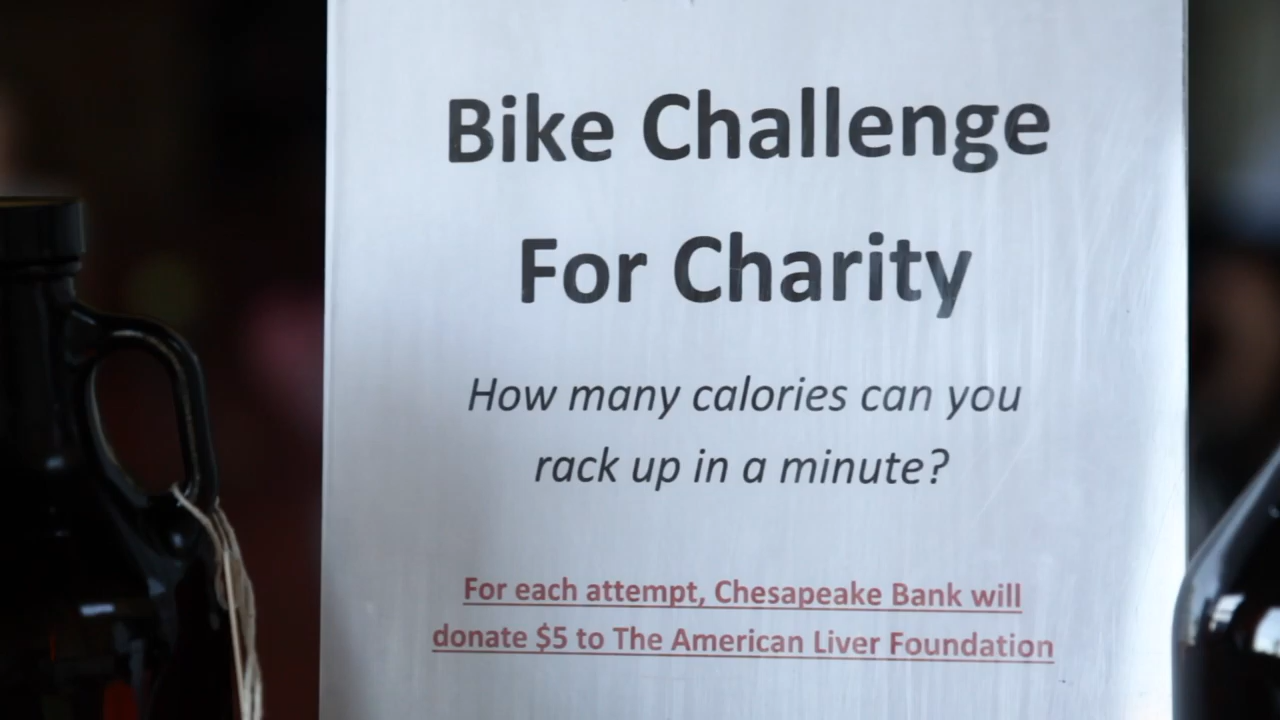 Bike Challenge
For Charity
How many calories can you
rack up in a minute?
For each attempt, Chesapeake Bank will
donate $5 to The American Liver Foundation